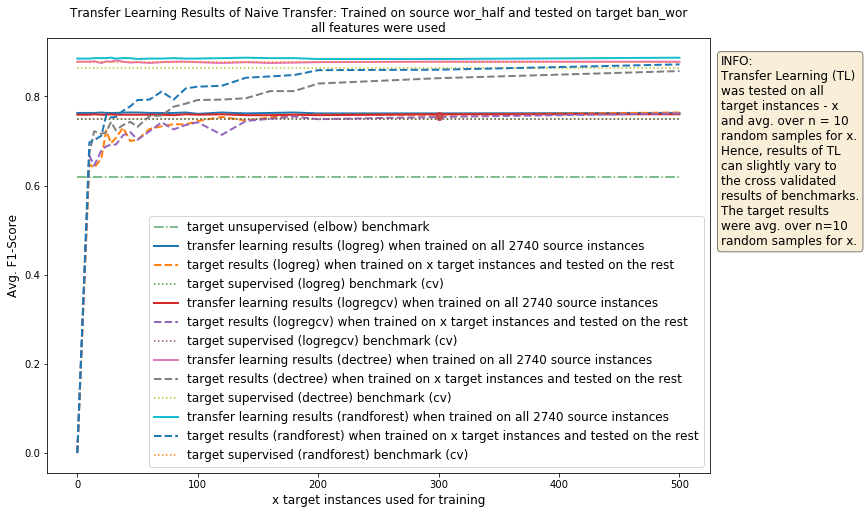 Transfer Learning Results of Naive Transfer: Trained on source wor_half and tested on target ban_wor
all features were used
Avg. F1-Score
0.8
0.6
0.4
0.2
0.0
target unsupervised (elbow) benchmark
transfer learning results (logreg) when trained on all 2740 source instances
target results (logreg) when trained on x target instances and tested on the rest
target supervised (logreg) benchmark (cv)
transfer learning results (logregcv) when trained on all 2740 source instances
target results (logregcv) when trained on x target instances and tested on the rest
target supervised (logregcv) benchmark (cv)
transfer learning results (dectree) when trained on all 2740 source instances
target results (dectree) when trained on x target instances and tested on the rest
target supervised (dectree) benchmark (cv)
transfer learning results (randforest) when trained on all 2740 source instances
target results (randforest) when trained on x target instances and tested on the rest
target supervised (randforest) benchmark (cv)
0 100 200 300 400 500
x target instances used for training
INFO:
Transfer Learning (TL)
was tested on all
target instances - x
and avg. over n = 10
random samples for x.
Hence, results of TL
can slightly vary to
the cross validated
results of benchmarks.
The target results
were avg. over n=10
random samples for x.